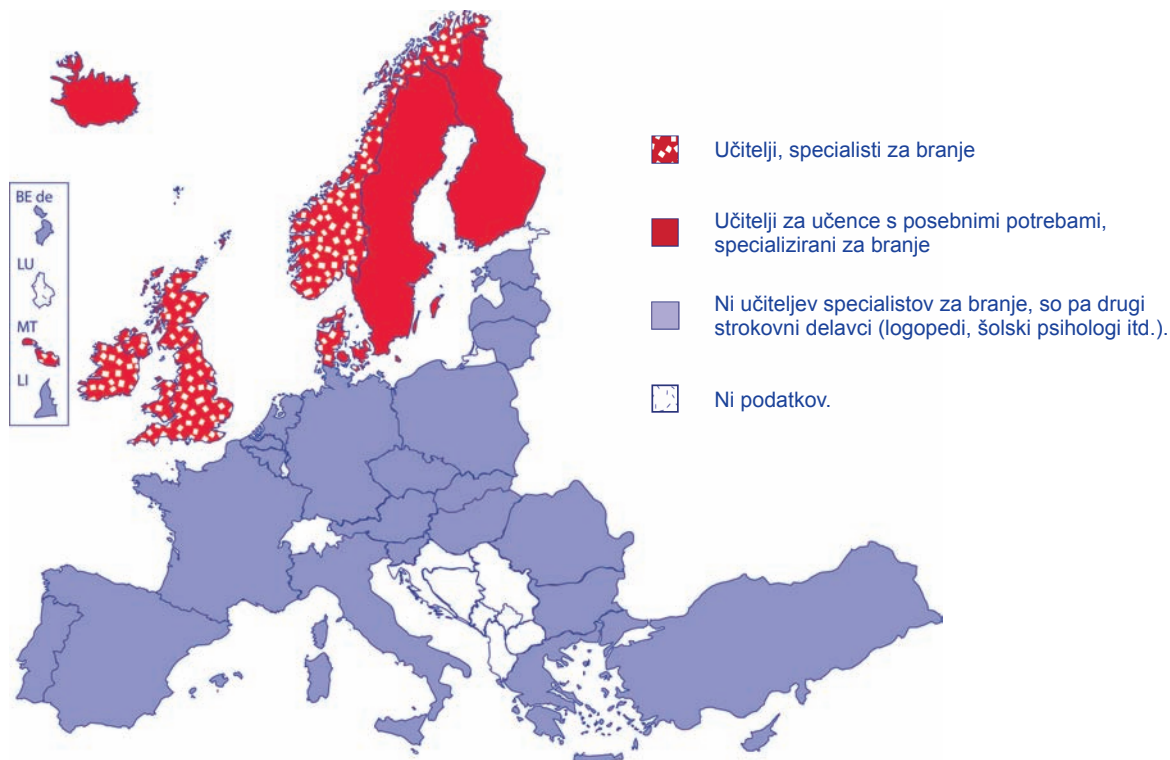 BE de
LU
MT
LI
Učitelji, specialisti za branje
Učitelji za učence s posebnimi potrebami,
specializirani za branje
Ni učiteljev specialistov za branje, so pa drugi
strokovni delavci (logopedi, šolski psihologi itd.).
Ni podatkov.